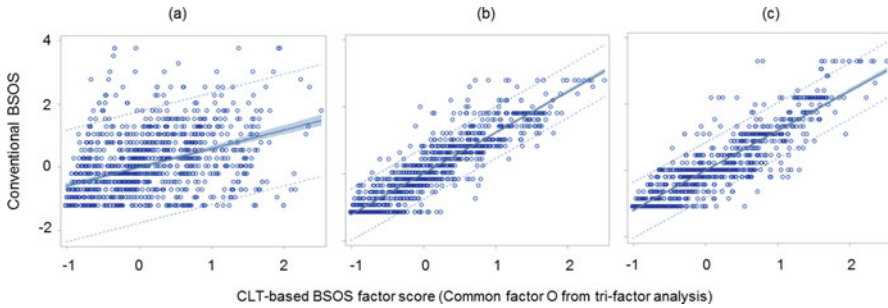 (a) (b) (c)
Conventional BSOS
4
2
0
-2
-1 0 1 2 -1 0 1 2 -1 0 1 2
CLT-based BSOS factor score (Common factor O from tri-factor analysis)